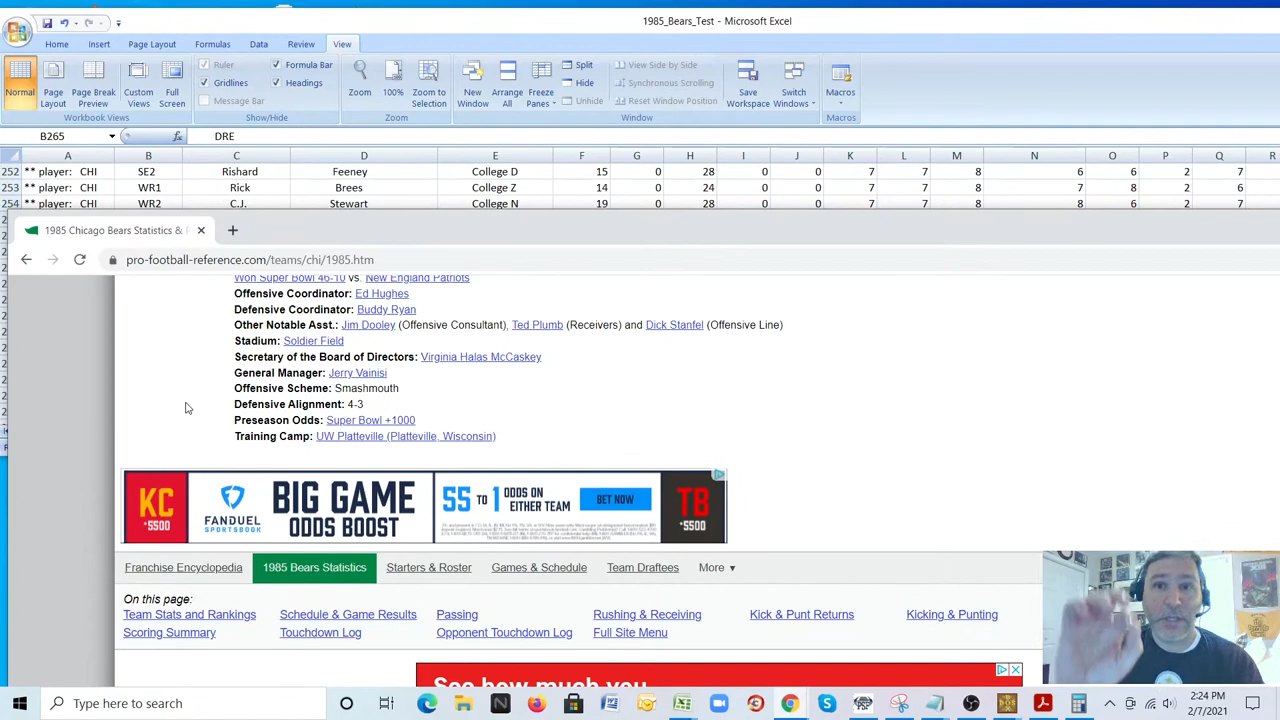 1985_Bears_Test - Microsoft Excel
Home Insert Page Layout Formulas Data Review View
Ruler Formula Bar
Gridlines Headings
Message Bar
Normal Page Layout Page Break Preview Custom Views Full Screen
Zoom 100% Zoom to Selection
New Window Arrange All Freeze Panes
Split
Hide
Unhide
View Side by Side
Synchronous Scrolling
Reset Window Position
Save Workspace Switch Windows Macros
Workbook Views Show/Hide Zoom Window Macros
B265 fx DRE
A B C D E F G H I J K L M N O P Q R
252 ** player: CHI SE2 Rishard Feeney College D 15 0 28 0 0 7 7 8 6 6 2 7
253 ** player: CHI WR1 Rick Brees College Z 14 0 24 0 0 7 7 8 7 8 2 6
254 ** player: CHI WR2 C.J. Stewart College N 19 0 28 0 0 7 7 8 8 6 2 7
1985 Chicago Bears Statistics &
pro-football-reference.com/teams/chi/1985.htm
Won Super Bowl 46-10 vs. New England Patriots
Offensive Coordinator: Ed Hughes
Defensive Coordinator: Buddy Ryan
Other Notable Asst.: Jim Dooley (Offensive Consultant), Ted Plumb (Receivers) and Dick Stanfel (Offensive Line)
Stadium: Soldier Field
Secretary of the Board of Directors: Virginia Halas McCaskey
General Manager: Jerry Vainisi
Offensive Scheme: Smashmouth
Defensive Alignment: 4-3
Preseason Odds: Super Bowl +1000
Training Camp: UW Platteville (Platteville, Wisconsin)
KC +5500
FANDUEL SPORTSBOOK
BIG GAME
ODDS BOOST
55 TO 1 ODDS ON EITHER TEAM
BET NOW
TB +5500
Franchise Encyclopedia 1985 Bears Statistics Starters & Roster Games & Schedule Team Draftees More ▼
On this page:
Team Stats and Rankings Schedule & Game Results Passing Rushing & Receiving Kick & Punt Returns Kicking & Punting
Scoring Summary Touchdown Log Opponent Touchdown Log Full Site Menu
See how much you
Type here to search
2:24 PM
2/7/2021